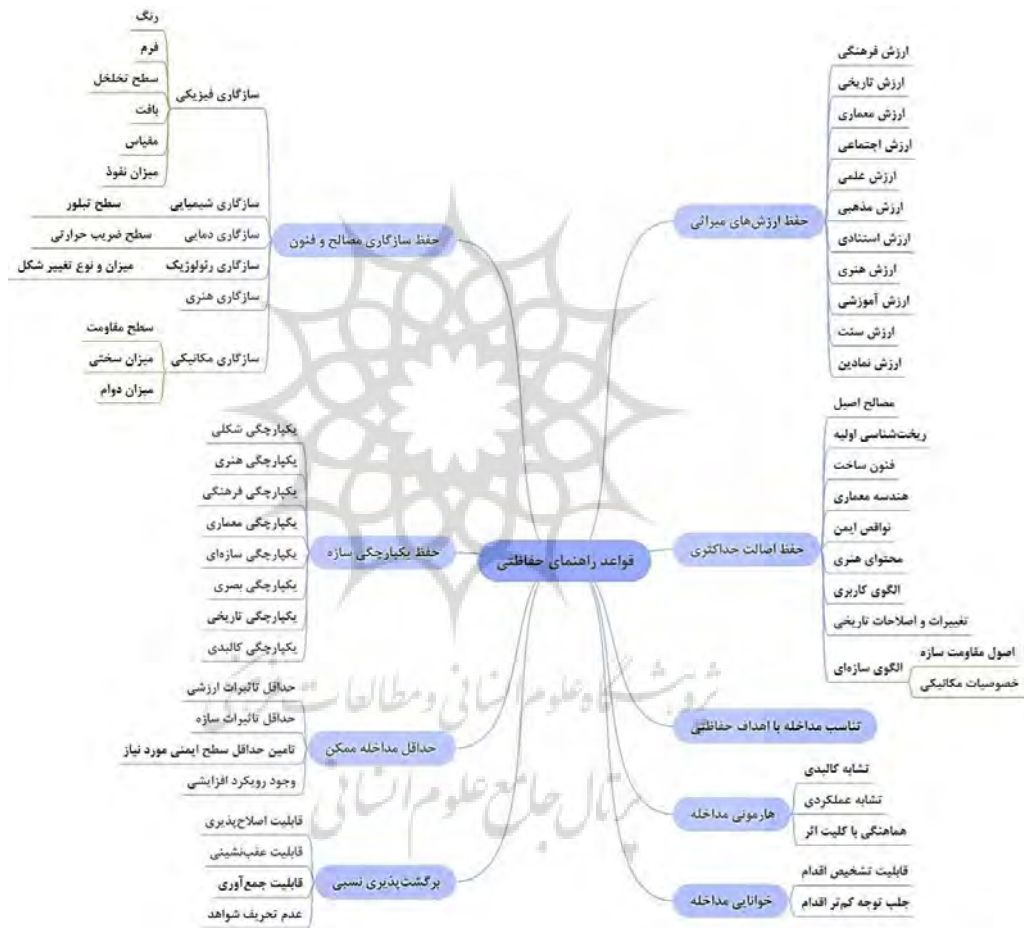 قواعد راهنمای حفاظتی
حفظ ارزش‌های میراثی
ارزش فرهنگی
ارزش تاریخی
ارزش معماری
ارزش اجتماعی
ارزش علمی
ارزش مذهبی
ارزش استنادی
ارزش هنری
ارزش آموزشی
ارزش سنت
ارزش نمادین
حفظ اصالت حداکثری
مصالح اصیل
ریخت‌شناسی اولیه
فنون ساخت
هندسه معماری
نواقص ایمن
محتوای هنری
الگوی کاربری
تغییرات و اصلاحات تاریخی
الگوی سازه‌ای
اصول مقاومت سازه
خصوصیات مکانیکی
تناسب مداخله با اهداف حفاظتی
هارمونی مداخله
تشابه کالبدی
تشابه عملکردی
هماهنگی با کلیت اثر
خوانایی مداخله
قابلیت تشخیص اقدام
جلب توجه کم‌تر اقدام
حفظ سازگاری مصالح و فنون
سازگاری فیزیکی
رنگ
فرم
سطح تخلخل
بافت
مقیاس
میزان نفوذ
سازگاری شیمیایی
سطح تبلور
سازگاری دمایی
سطح ضریب حرارتی
سازگاری رئولوژیک
میزان و نوع تغییر شکل
سازگاری هنری
سازگاری مکانیکی
سطح مقاومت
میزان سختی
میزان دوام
حفظ یکپارچگی سازه
یکپارچگی شکلی
یکپارچگی هنری
یکپارچگی فرهنگی
یکپارچگی معماری
یکپارچگی سازه‌ای
یکپارچگی بصری
یکپارچگی تاریخی
یکپارچگی کالبدی
حداقل مداخله ممکن
حداقل تاثیرات ارزشی
حداقل تاثیرات سازه
تامین حداقل سطح ایمنی مورد نیاز
وجود رویکرد افزایشی
برگشت‌پذیری نسبی
قابلیت اصلاح‌پذیری
قابلیت عقب‌نشینی
قابلیت جمع‌آوری
عدم تحریف شواهد
پژوهشگاه علوم انسانی و مطالعات فرهنگی
پرتال جامع علوم انسانی